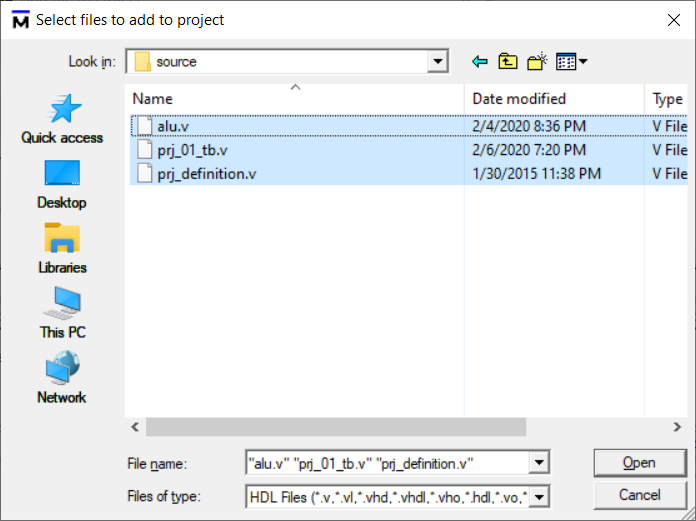 Select files to add to project
Look in: source
Name Date modified Type
alu.v 2/4/2020 8:36 PM V File
prj_01_tb.v 2/6/2020 7:20 PM V File
prj_definition.v 1/30/2015 11:38 PM V File
Quick access
Desktop
Libraries
This PC
Network
File name: "alu.v" "prj_01_tb.v" "prj_definition.v" Open
Files of type: HDL Files (*.v,*.vl,*.vhd,*.vhdl,*.vho,*.hdl,*.vo,* Cancel